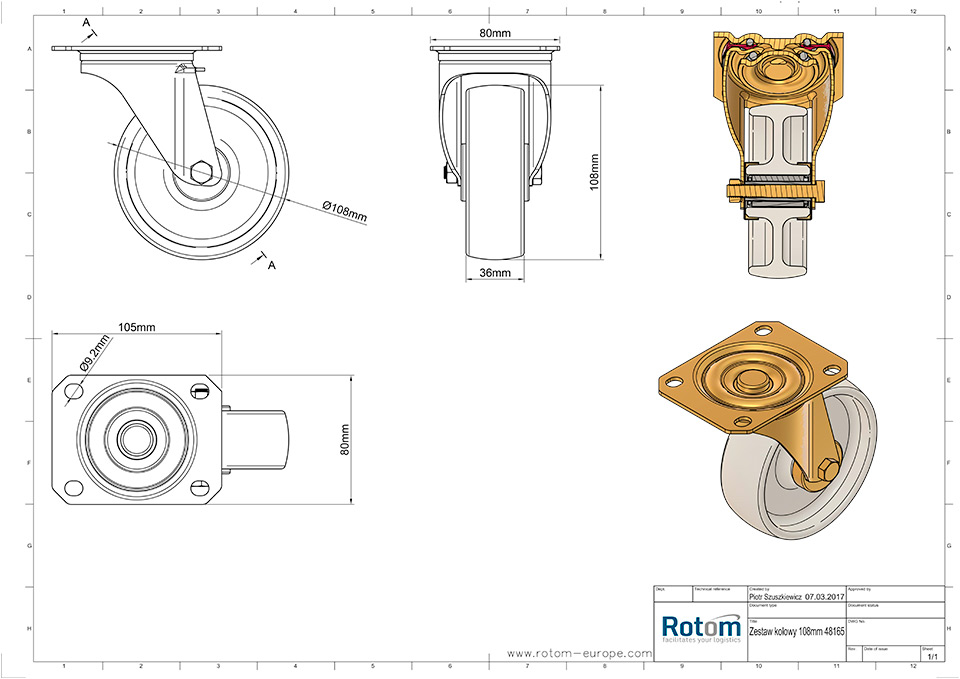 1 2 3 4 5 6 7 8 9 10 11 12
A
A
A
B
B
C
C
D
D
E
E
F
F
G
G
H
H
A
A
Ø108mm
80mm
108mm
36mm
105mm
Ø9.2mm
80mm
Dept. Technical reference Created by Approved by
Piotr Szuszkiewicz 07.03.2017
Document type Document status
Rotom
facilitates your logistics
Title DWG No.
Zestaw kolowy 108mm 48165
Rev. Date of issue Sheet
1/1
www.rotom-europe.com
1 2 3 4 5 6 7 8 9 10 11 12